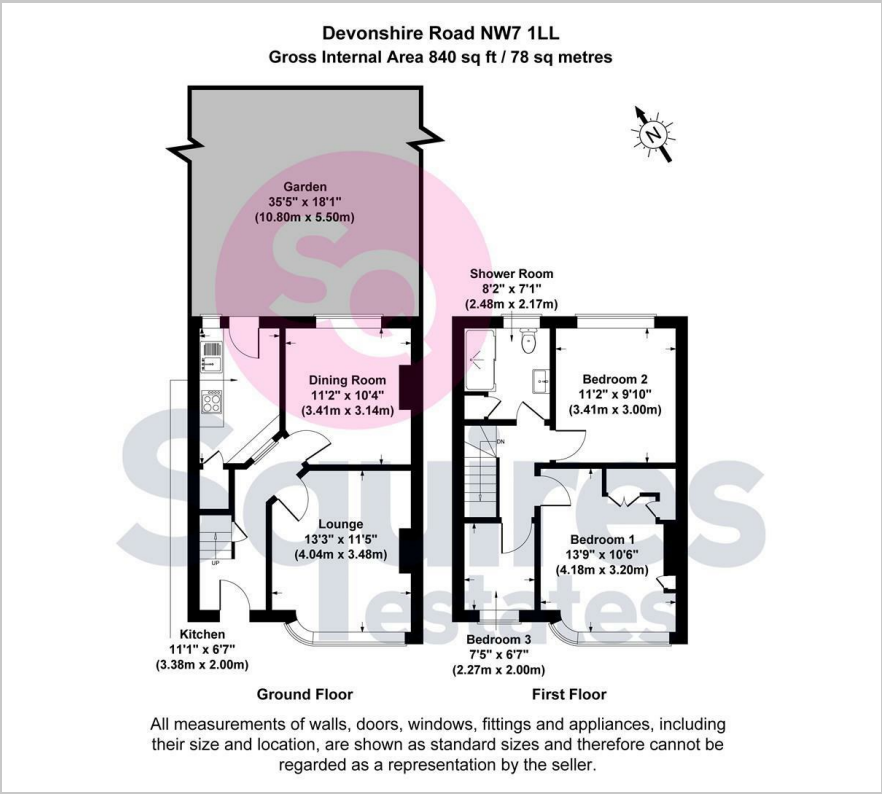 Devonshire Road NW7 1LL
Gross Internal Area 840 sq ft / 78 sq metres
N
Garden
35'5" x 18'1"
(10.80m x 5.50m)
SQ
Shower Room
8'2" x 7'1"
(2.48m x 2.17m)
Dining Room
11'2" x 10'4"
(3.41m x 3.14m)
Bedroom 2
11'2" x 9'10"
(3.41m x 3.00m)
DN
Squires
estates
Lounge
13'3" x 11'5"
(4.04m x 3.48m)
Bedroom 1
13'9" x 10'6"
(4.18m x 3.20m)
UP
Kitchen
11'1" x 6'7"
(3.38m x 2.00m)
Bedroom 3
7'5" x 6'7"
(2.27m x 2.00m)
Ground Floor
First Floor
All measurements of walls, doors, windows, fittings and appliances, including
their size and location, are shown as standard sizes and therefore cannot be
regarded as a representation by the seller.